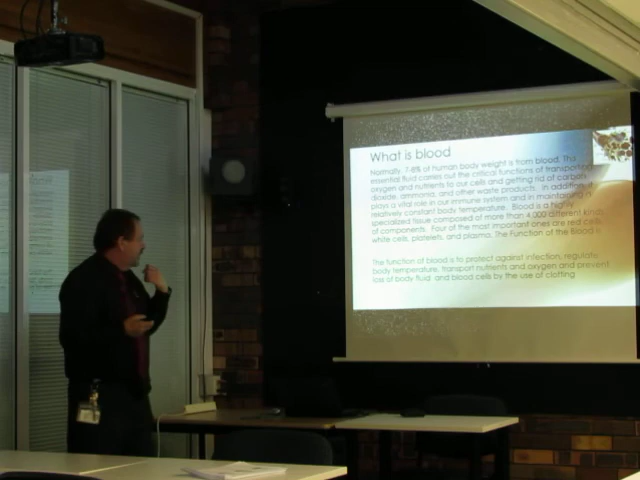 What is blood
Normally, 7-8% of human body weight is from blood. This
essential fluid carries out the critical functions of transporting
oxygen and nutrients to our cells and getting rid of carbon
dioxide, ammonia, and other waste products. In addition, it
plays a vital role in our immune system and in maintaining a
relatively constant body temperature. Blood is a highly
specialized tissue composed of more than 4,000 different kinds
of components. Four of the most important ones are red cells,
white cells, platelets, and plasma. The Function of the Blood is
The function of blood is to protect against infection, regulate
body temperature, transport nutrients and oxygen and prevent
loss of body fluid and blood cells by the use of clotting